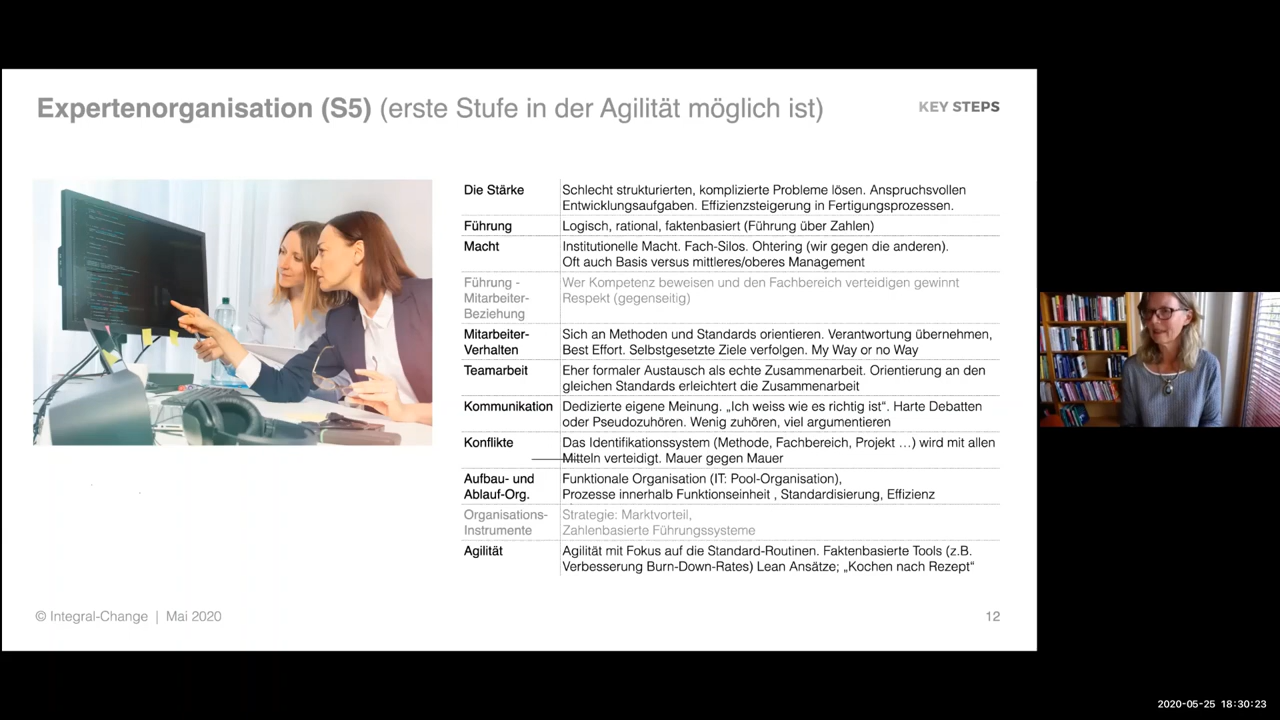 Expertenorganisation (S5) (erste Stufe in der Agilität möglich ist)
KEY STEPS
Die Stärke
Schlecht strukturierten, komplizierte Probleme lösen. Anspruchsvollen
Entwicklungsaufgaben. Effizienzsteigerung in Fertigungsprozessen.
Führung
Logisch, rational, faktenbasiert (Führung über Zahlen)
Macht
Institutionelle Macht. Fach-Silos. Ohtering (wir gegen die anderen).
Oft auch Basis versus mittleres/oberes Management
Führung -
Mitarbeiter-
Beziehung
Wer Kompetenz beweisen und den Fachbereich verteidigen gewinnt
Respekt (gegenseitig)
Mitarbeiter-
Verhalten
Sich an Methoden und Standards orientieren. Verantwortung übernehmen,
Best Effort. Selbstgesetzte Ziele verfolgen. My Way or no Way
Teamarbeit
Eher formaler Austausch als echte Zusammenarbeit. Orientierung an den
gleichen Standards erleichtert die Zusammenarbeit
Kommunikation
Dedizierte eigene Meinung. „Ich weiss wie es richtig ist“. Harte Debatten
oder Pseudozuhören. Wenig zuhören, viel argumentieren
Konflikte
Das Identifikationssystem (Methode, Fachbereich, Projekt …) wird mit allen
Mitteln verteidigt. Mauer gegen Mauer
Aufbau- und
Ablauf-Org.
Funktionale Organisation (IT: Pool-Organisation),
Prozesse innerhalb Funktionseinheit , Standardisierung, Effizienz
Organisations-
Instrumente
Strategie: Marktvorteil,
Zahlenbasierte Führungssysteme
Agilität
Agilität mit Fokus auf die Standard-Routinen. Faktenbasierte Tools (z.B.
Verbesserung Burn-Down-Rates) Lean Ansätze; „Kochen nach Rezept“
© Integral-Change | Mai 2020
12
2020-05-25 18:30:23